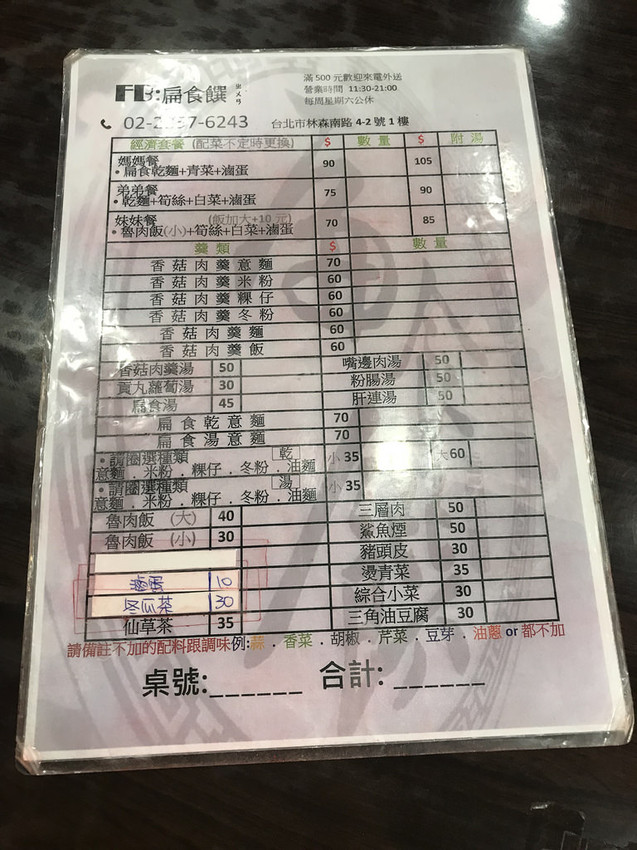 FB:扁食饌 ㄓㄨㄢˋ
滿 500 元歡迎來電外送
營業時間 11:30-21:00
每周星期六公休
台北市林森南路 4-2 號 1 樓
經濟套餐 (配菜不定時更換) $ 數量 $ 附湯
媽媽餐
• 扁食乾麵+青菜+滷蛋 90 105
弟弟餐
• 乾麵+筍絲+白菜+滷蛋 75 90
妹妹餐 (飯加大+10 元)
• 魯肉飯(小)+筍絲+白菜+滷蛋 70 85
羹類 $ 數量
香菇肉羹意麵 70
香菇肉羹米粉 60
香菇肉羹粿仔 60
香菇肉羹冬粉 60
香菇肉羹麵 60
香菇肉羹飯 60
香菇肉羹湯 50 嘴邊肉湯 50
貢丸蘿蔔湯 30 粉腸湯 50
扁食湯 45 肝連湯 50
扁食乾意麵 70
扁食湯意麵 70
• 請圈選種類 乾 小 35 大 60
意麵.米粉.粿仔.冬粉.油麵
• 請圈選種類 湯 小 35
意麵.米粉.粿仔.冬粉.油麵
魯肉飯 (大) 40 三層肉 50
魯肉飯 (小) 30 鯊魚煙 50
豬頭皮 30
滷蛋 10 燙青菜 35
冬瓜茶 30 綜合小菜 30
仙草茶 35 三角油豆腐 30
請備註不加的配料跟調味例:蒜.香菜.胡椒.芹菜.豆芽.油蔥 or 都不加
桌號:______ 合計: ______